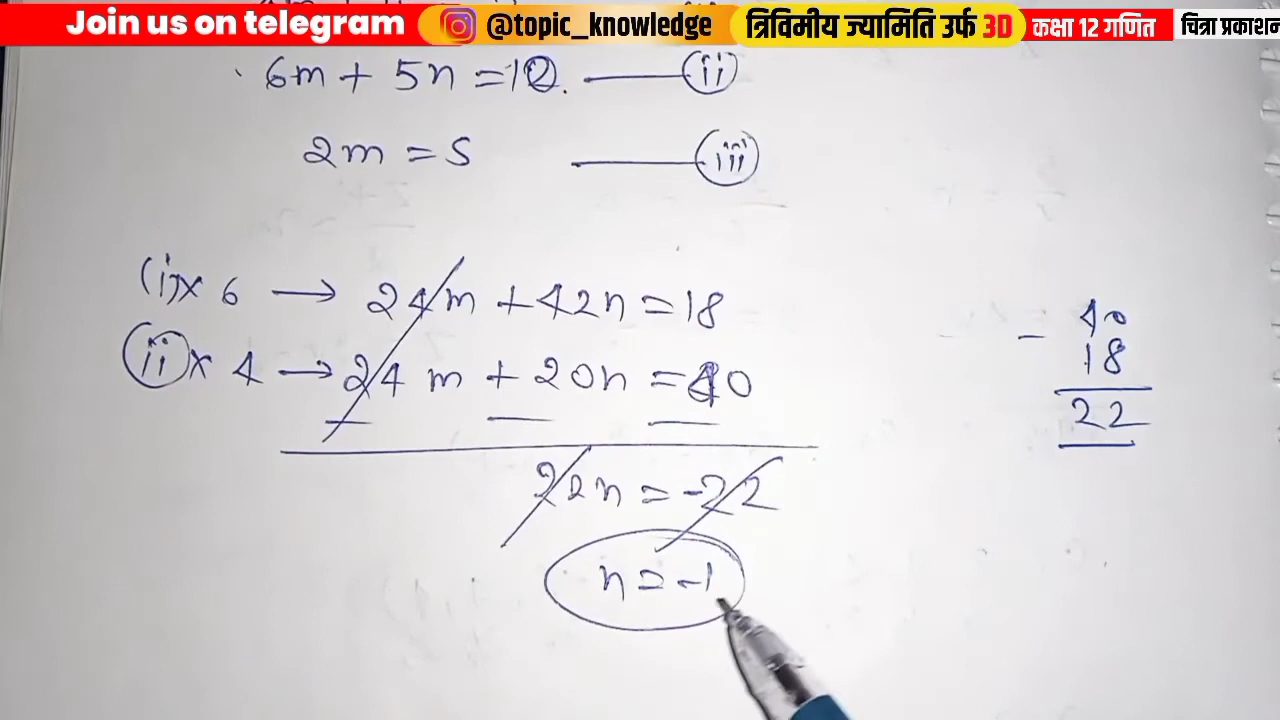 Join us on telegram @topic_knowledge त्रिविमीय ज्यामिति उर्फ 3D कक्षा 12 गणित चित्रा प्रकाशन
6m + 5n = 10. (ii)
2m = 5 (iii)
(i)× 6 → 24m + 42n = 18
(ii)× 4 → 24m + 20n = 40
22n = -22
n = -1
- 40
18
22